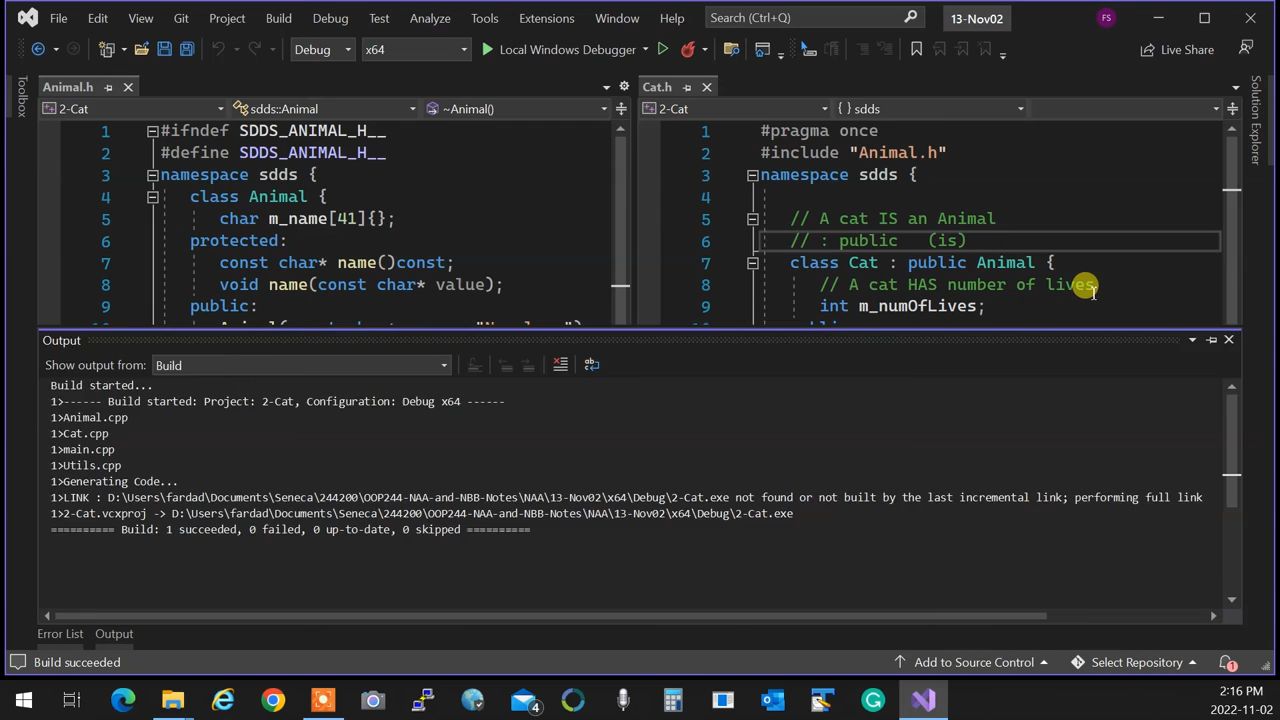 File Edit View Git Project Build Debug Test Analyze Tools Extensions Window Help Search (Ctrl+Q) 13-Nov02 FS
Debug x64 Local Windows Debugger Live Share
Toolbox
Animal.h
2-Cat sdds::Animal ~Animal()
1 #ifndef SDDS_ANIMAL_H__
2 #define SDDS_ANIMAL_H__
3 namespace sdds {
4 class Animal {
5 char m_name[41]{};
6 protected:
7 const char* name()const;
8 void name(const char* value);
9 public:
Cat.h
2-Cat { } sdds
1 #pragma once
2 #include "Animal.h"
3 namespace sdds {
4
5 // A cat IS an Animal
6 // : public (is)
7 class Cat : public Animal {
8 // A cat HAS number of lives
9 int m_numOfLives;
Solution Explorer
Output
Show output from: Build
Build started...
1>------ Build started: Project: 2-Cat, Configuration: Debug x64 ------
1>Animal.cpp
1>Cat.cpp
1>main.cpp
1>Utils.cpp
1>Generating Code...
1>LINK : D:\Users\fardad\Documents\Seneca\244200\OOP244-NAA-and-NBB-Notes\NAA\13-Nov02\x64\Debug\2-Cat.exe not found or not built by the last incremental link; performing full link
1>2-Cat.vcxproj -> D:\Users\fardad\Documents\Seneca\244200\OOP244-NAA-and-NBB-Notes\NAA\13-Nov02\x64\Debug\2-Cat.exe
========== Build: 1 succeeded, 0 failed, 0 up-to-date, 0 skipped ==========
Error List Output
Build succeeded Add to Source Control Select Repository 1
4
2:16 PM
2022-11-02